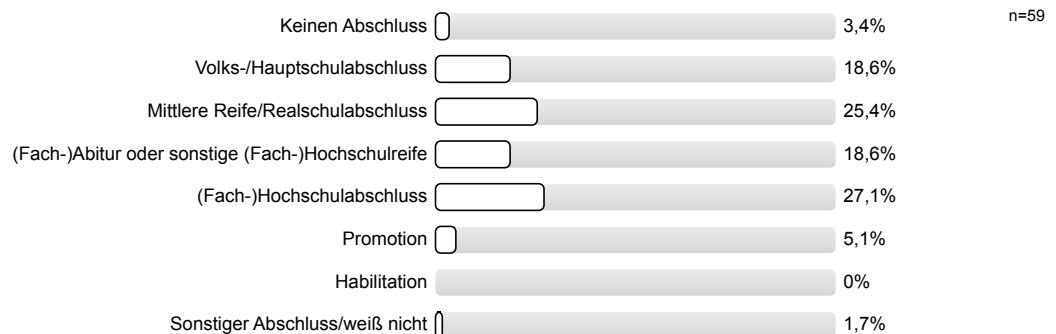 Keinen Abschluss 3,4% n=59
Volks-/Hauptschulabschluss 18,6%
Mittlere Reife/Realschulabschluss 25,4%
(Fach-)Abitur oder sonstige (Fach-)Hochschulreife 18,6%
(Fach-)Hochschulabschluss 27,1%
Promotion 5,1%
Habilitation 0%
Sonstiger Abschluss/weiß nicht 1,7%